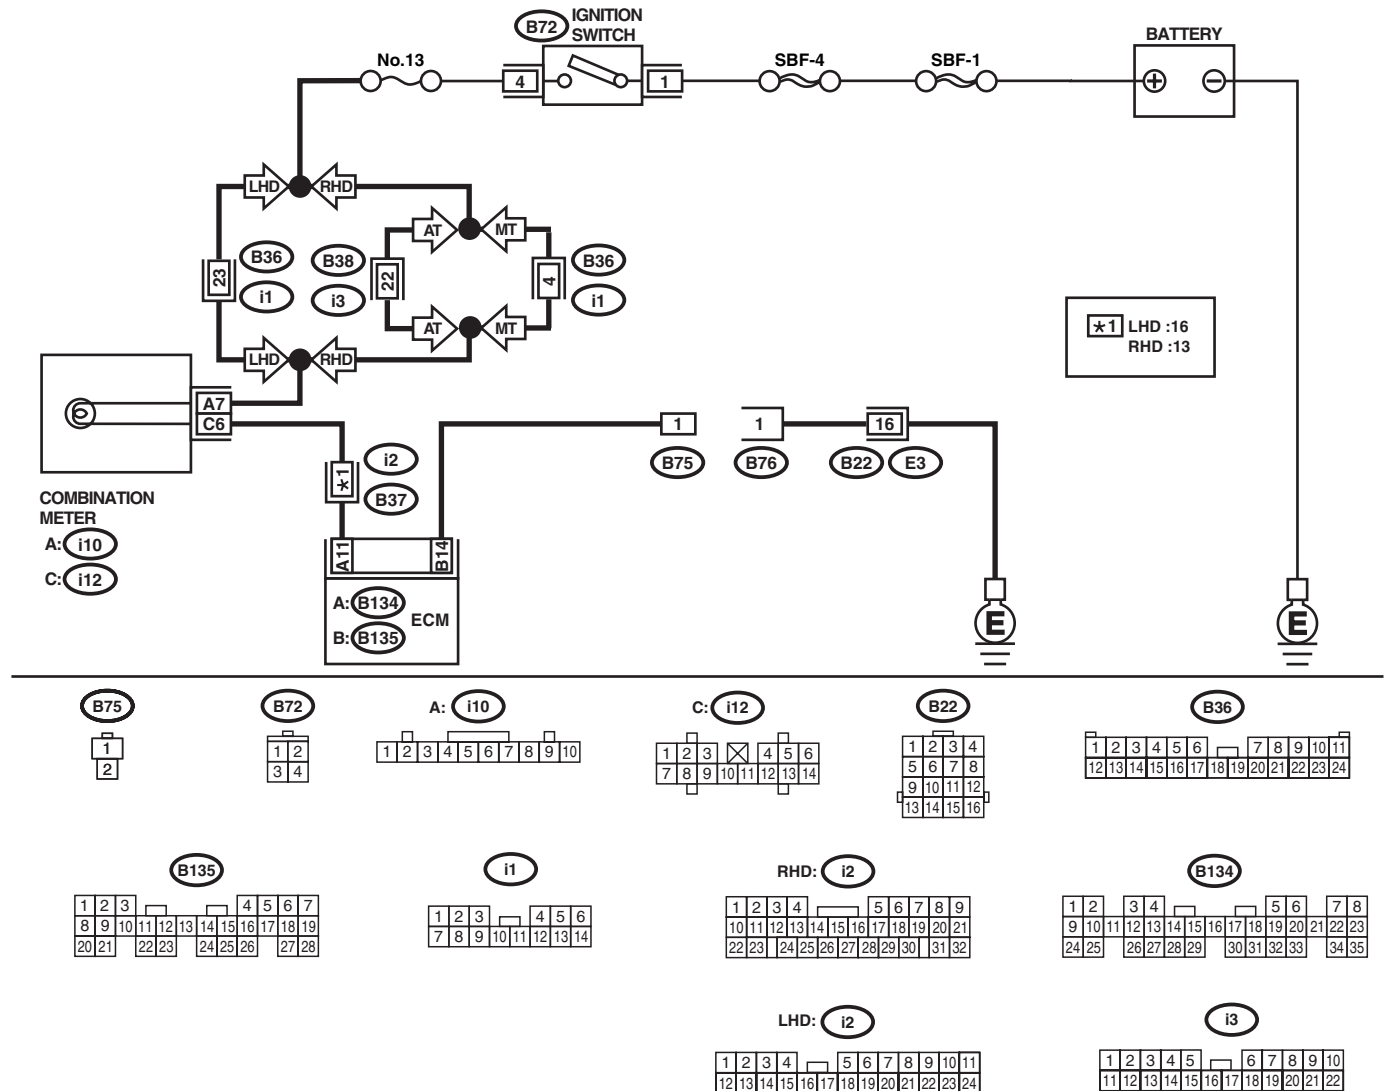 B72 IGNITION
SWITCH
BATTERY
No.13
4
1
SBF-4
SBF-1
LHD RHD
AT MT
23
B36
i1
B38
i3
22
4
B36
i1
AT MT
LHD RHD
*1 LHD :16
RHD :13
A7
C6
COMBINATION
METER
A: i10
C: i12
*1
i2
B37
1
B75
1
B76
16
B22 E3
A11
B14
A: B134
B: B135
ECM
E
E
B75
1
2
B72
1 2
3 4
A: i10
1 2 3 4 5 6 7 8 9 10
C: i12
1 2 3 4 5 6
7 8 9 10 11 12 13 14
B22
1 2 3 4
5 6 7 8
9 10 11 12
13 14 15 16
B36
1 2 3 4 5 6 7 8 9 10 11
12 13 14 15 16 17 18 19 20 21 22 23 24
B135
1 2 3 4 5 6 7
8 9 10 11 12 13 14 15 16 17 18 19
20 21 22 23 24 25 26 27 28
i1
1 2 3 4 5 6
7 8 9 10 11 12 13 14
RHD: i2
1 2 3 4 5 6 7 8 9
10 11 12 13 14 15 16 17 18 19 20 21
22 23 24 25 26 27 28 29 30 31 32
B134
1 2 3 4 5 6 7 8
9 10 11 12 13 14 15 16 17 18 19 20 21 22 23
24 25 26 27 28 29 30 31 32 33 34 35
LHD: i2
1 2 3 4 5 6 7 8 9 10 11
12 13 14 15 16 17 18 19 20 21 22 23 24
i3
1 2 3 4 5 6 7 8 9 10
11 12 13 14 15 16 17 18 19 20 21 22